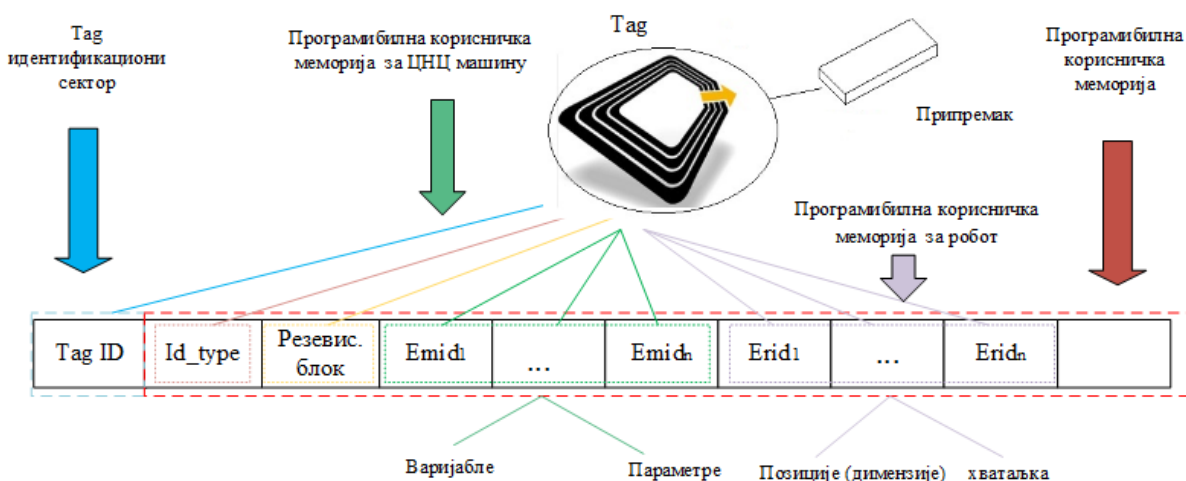 Tag
идентификациони
сектор
Програмибилна корисничка
меморија за ЦНЦ машину
Tag
Припремак
Програмибилна
корисничка
меморија
Програмибилна корисничка
меморија за робот
Tag ID
Id_type
Резевис.
блок
Emid1
...
Emidn
Erid1
...
Eridn
Варијабле
Параметре
Позиције (димензије) хватаљка